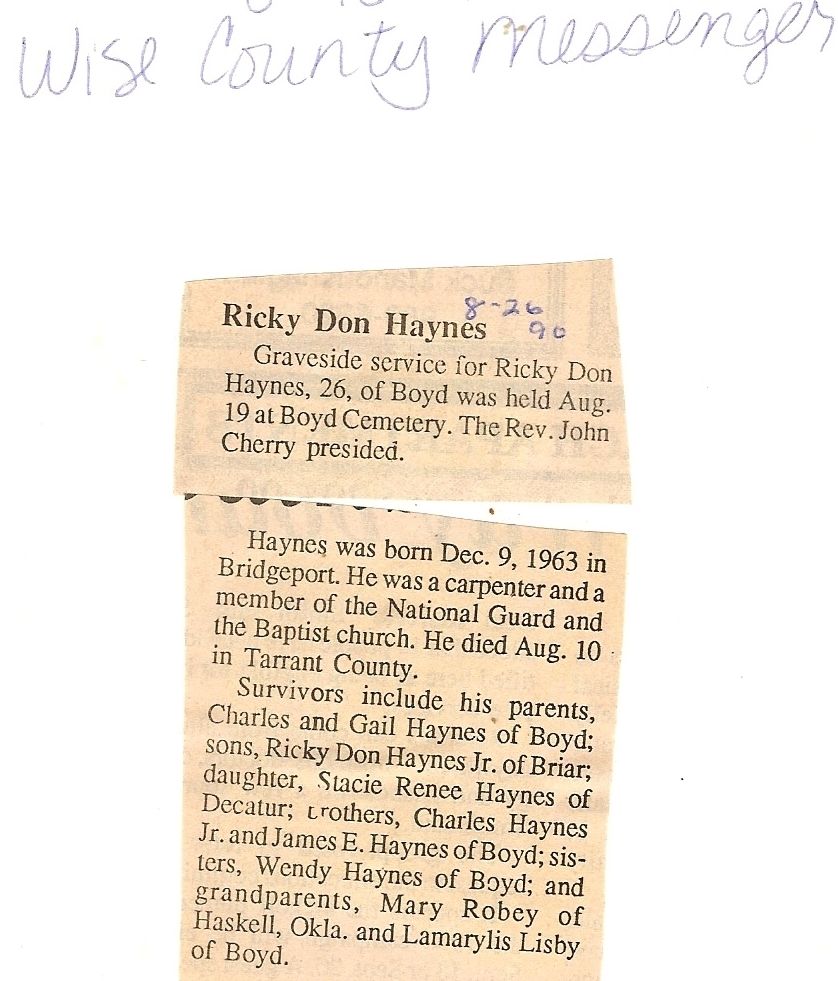 Wise County Messenger
Ricky Don Haynes
8-26
90
Graveside service for Ricky Don
Haynes, 26, of Boyd was held Aug.
19 at Boyd Cemetery. The Rev. John
Cherry presided.
Haynes was born Dec. 9, 1963 in
Bridgeport. He was a carpenter and a
member of the National Guard and
the Baptist church. He died Aug. 10
in Tarrant County.
Survivors include his parents,
Charles and Gail Haynes of Boyd;
sons, Ricky Don Haynes Jr. of Briar;
daughter, Stacie Renee Haynes of
Decatur; brothers, Charles Haynes
Jr. and James E. Haynes of Boyd; sis-
ters, Wendy Haynes of Boyd; and
grandparents, Mary Robey of
Haskell, Okla. and Lamarylis Lisby
of Boyd.